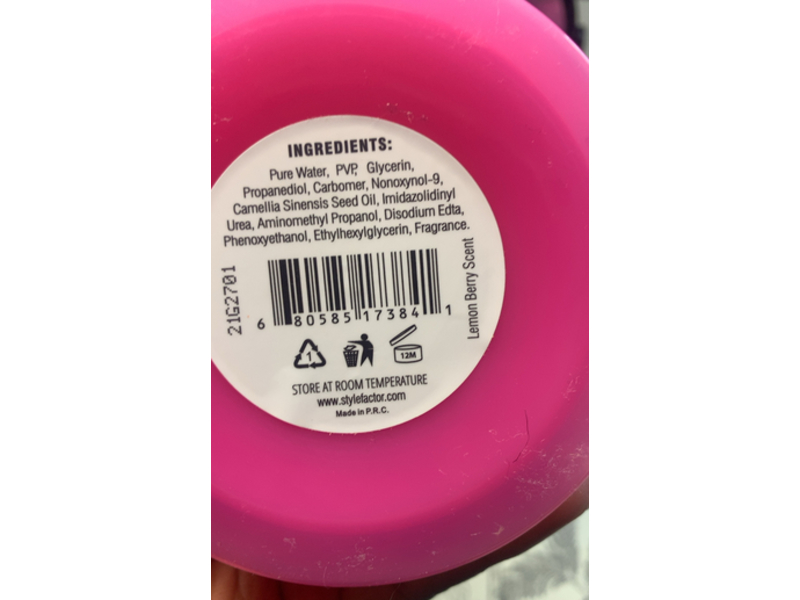 INGREDIENTS:
Pure Water, PVP, Glycerin,
Propanediol, Carbomer, Nonoxynol-9,
Camellia Sinensis Seed Oil, Imidazolidinyl
Urea, Aminomethyl Propanol, Disodium Edta,
Phenoxyethanol, Ethylhexylglycerin, Fragrance.
21G2701
6 80585 17384 1
Lemon Berry Scent
1
12M
STORE AT ROOM TEMPERATURE
www.stylefactor.com
Made in P.R.C.